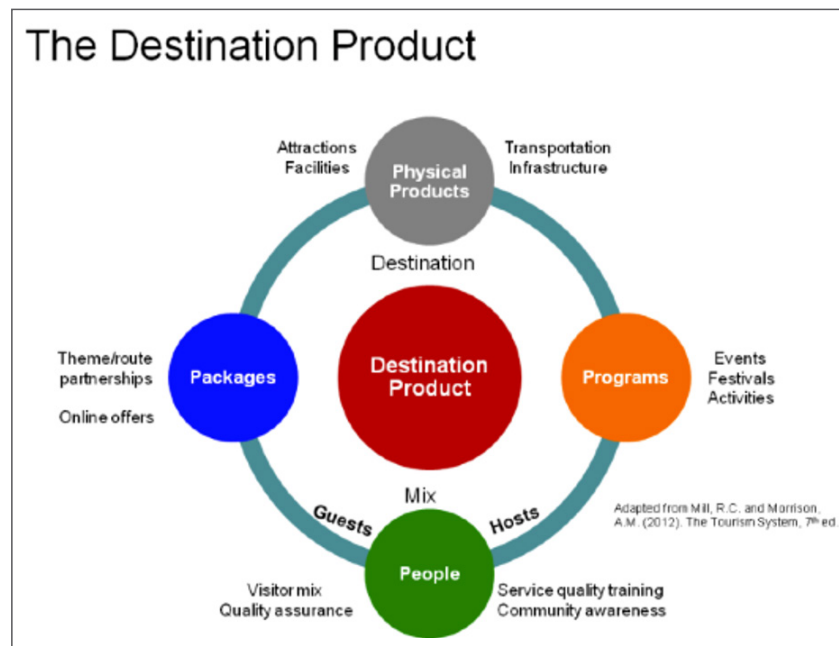 The Destination Product
Attractions
Facilities
Physical
Products
Transportation
Infrastructure
Destination
Theme/route
partnerships
Online offers
Packages
Destination
Product
Programs
Events
Festivals
Activities
Mix
Guests
Hosts
Adapted from Mill, R.C. and Morrison,
A.M. (2012). The Tourism System, 7th ed.
People
Visitor mix
Quality assurance
Service quality training
Community awareness